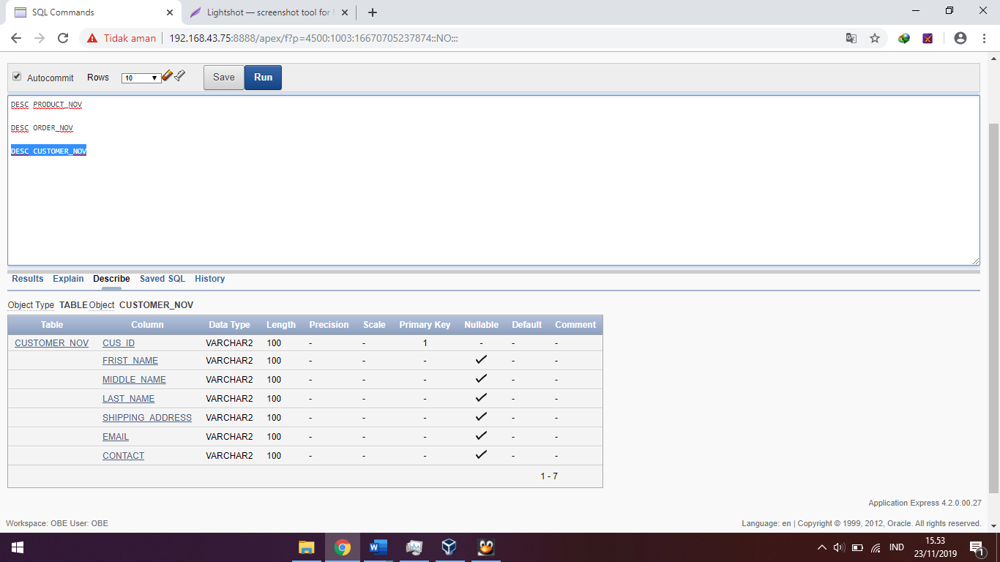 SQL Commands
Lightshot — screenshot tool for
Tidak aman 192.168.43.75:8888/apex/f?p=4500:1003:16670705237874::NO:::
Autocommit Rows 10 Save Run
DESC PRODUCT_NOV
DESC ORDER_NOV
DESC CUSTOMER_NOV
Results Explain Describe Saved SQL History
Object Type TABLE Object CUSTOMER_NOV
Table Column Data Type Length Precision Scale Primary Key Nullable Default Comment
CUSTOMER_NOV CUS_ID VARCHAR2 100 - - 1 - - -
FRIST_NAME VARCHAR2 100 - - - ✓ - -
MIDDLE_NAME VARCHAR2 100 - - - ✓ - -
LAST_NAME VARCHAR2 100 - - - ✓ - -
SHIPPING_ADDRESS VARCHAR2 100 - - - ✓ - -
EMAIL VARCHAR2 100 - - - ✓ - -
CONTACT VARCHAR2 100 - - - ✓ - -
1 - 7
Application Express 4.2.0.00.27
Workspace: OBE User: OBE
Language: en | Copyright © 1999, 2012, Oracle. All rights reserved.
IND
15.53
23/11/2019
1